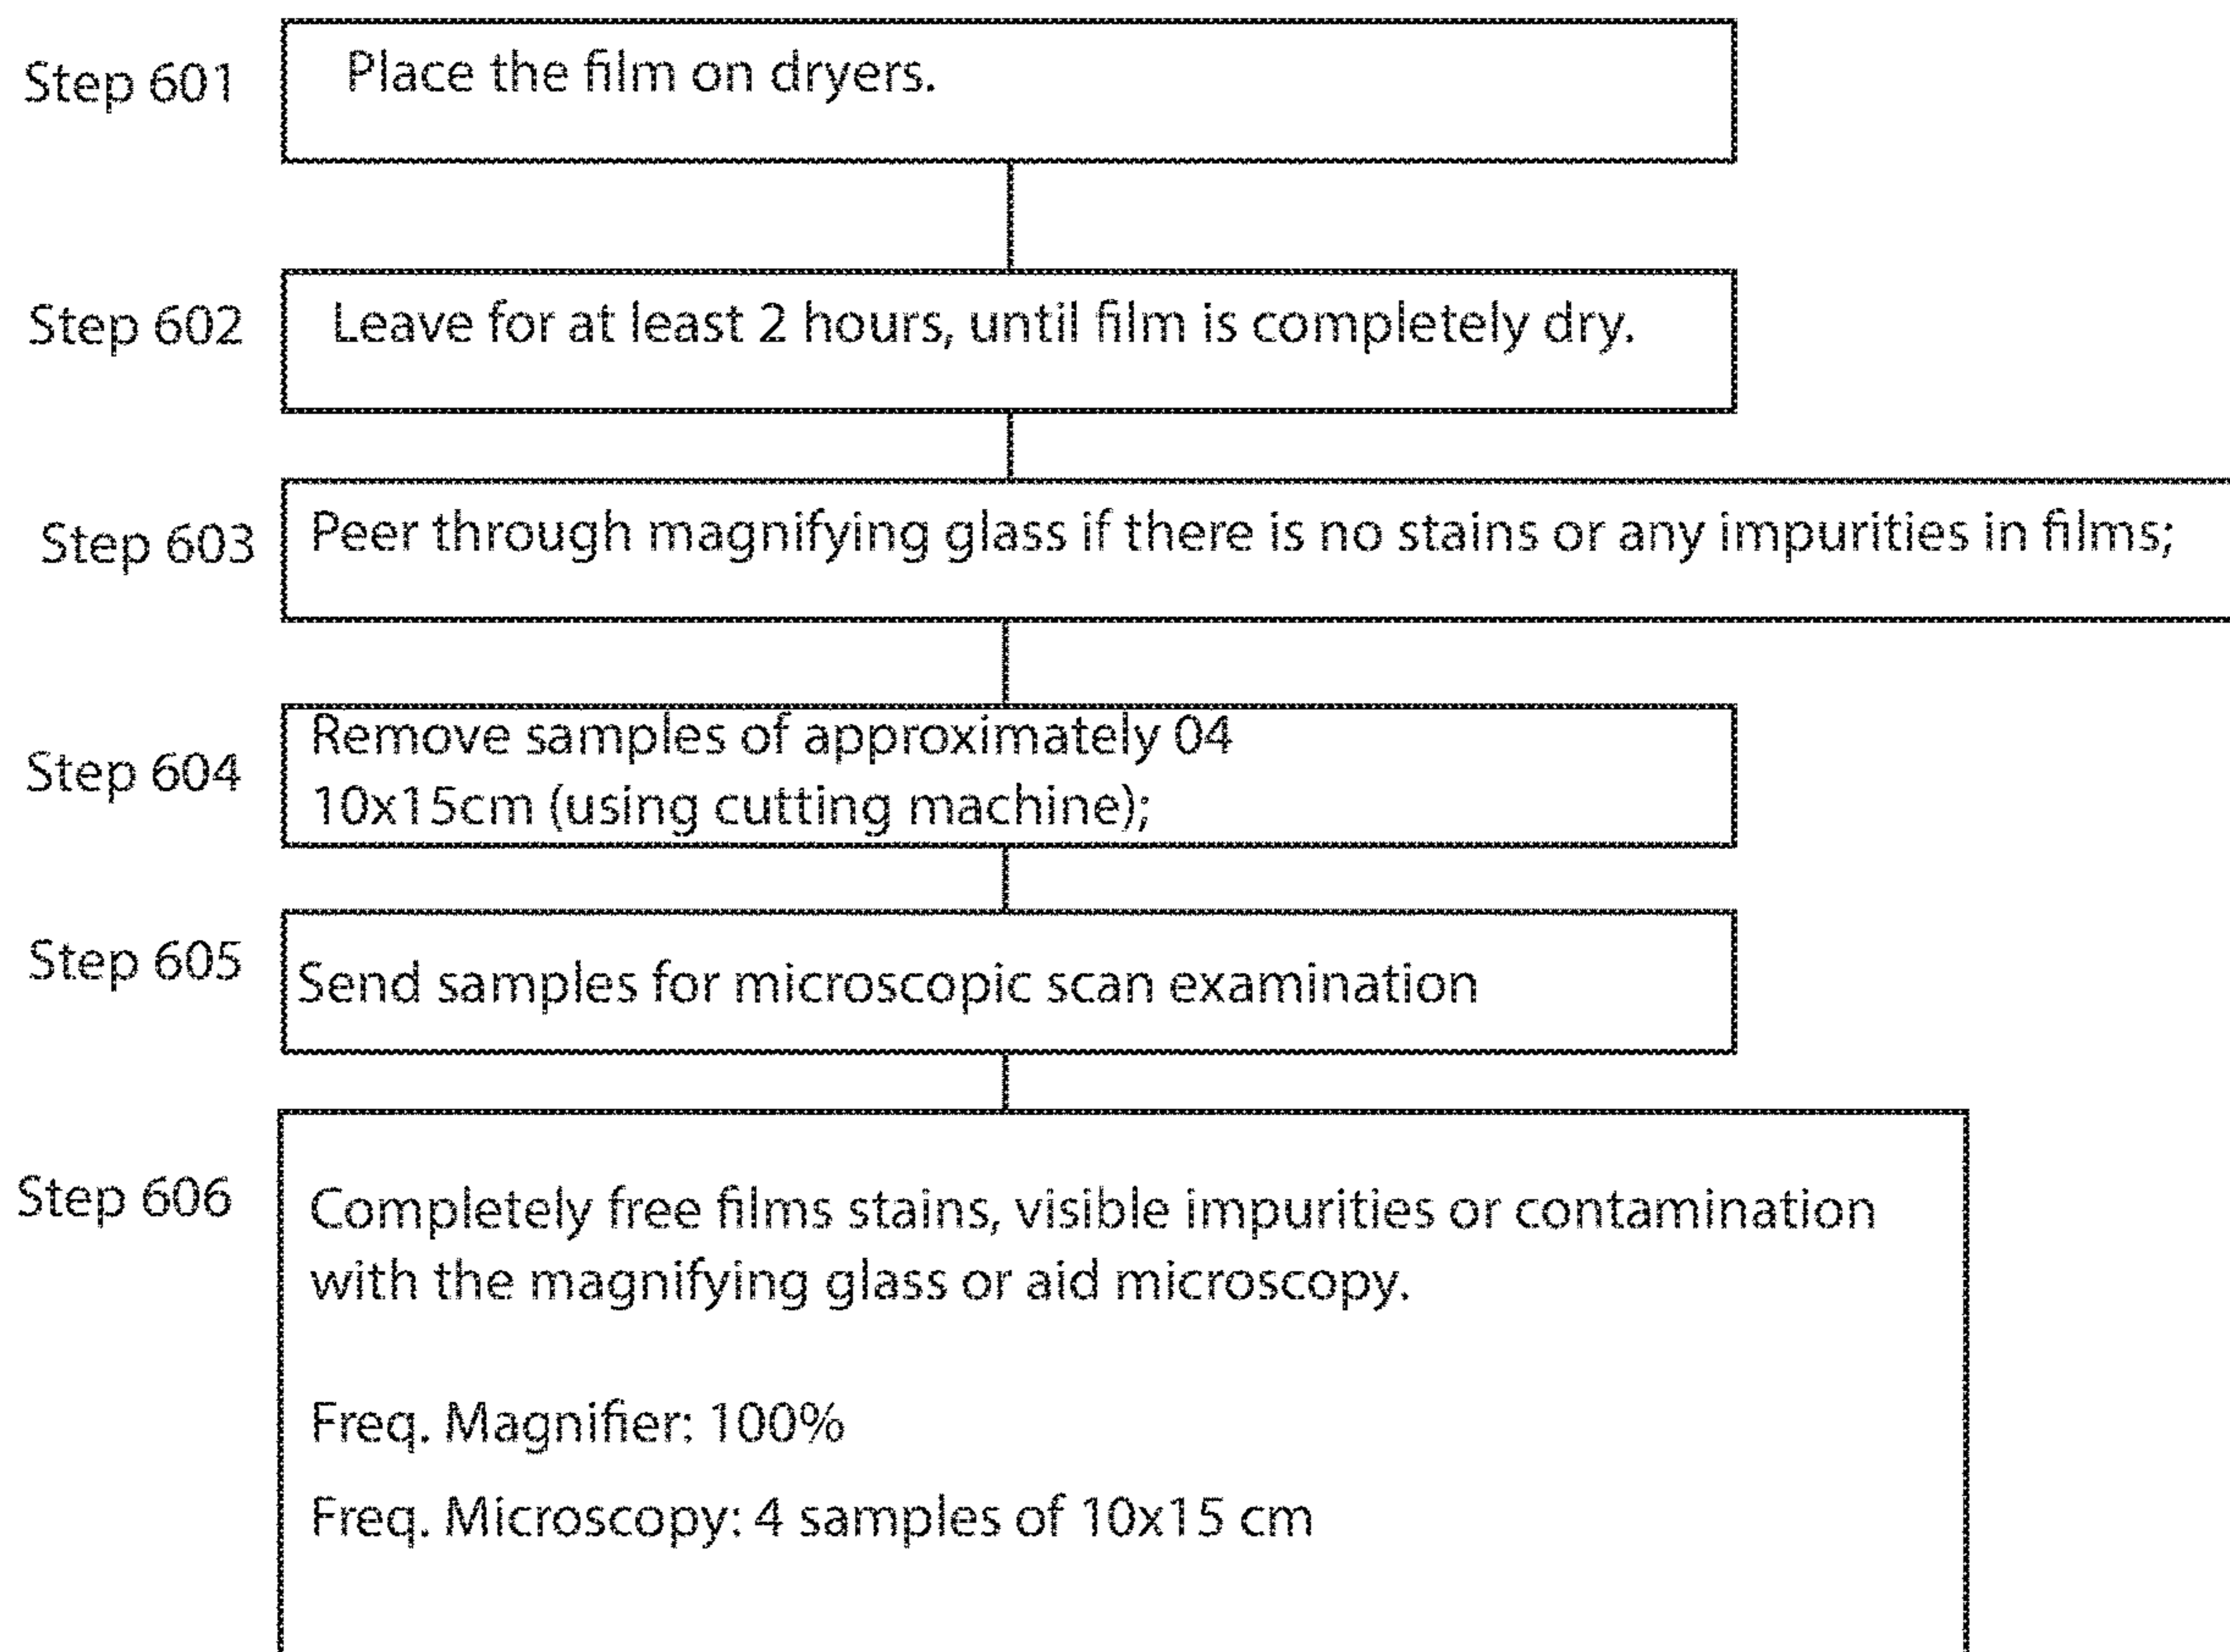 Step 601
Place the film on dryers.
Step 602
Leave for at least 2 hours, until film is completely dry.
Step 603
Peer through magnifying glass if there is no stains or any impurities in films;
Step 604
Remove samples of approximately 04
10x15cm (using cutting machine);
Step 605
Send samples for microscopic scan examination
Step 606
Completely free films stains, visible impurities or contamination
with the magnifying glass or aid microscopy.
Freq. Magnifier: 100%
Freq. Microscopy: 4 samples of 10x15 cm